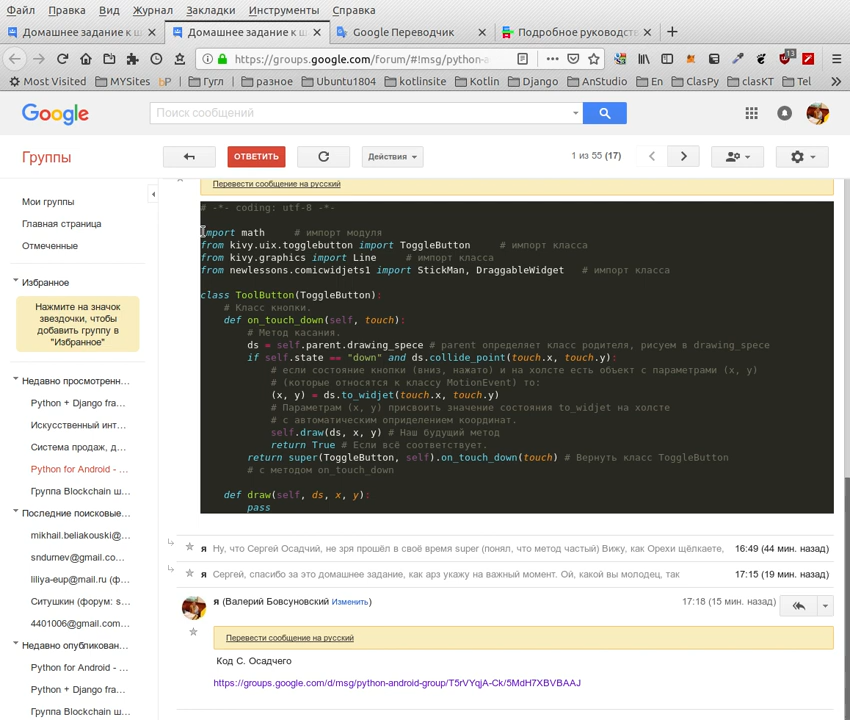 Файл Правка Вид Журнал Закладки Инструменты Справка
Домашнее задание к ш Домашнее задание к ш Google Переводчик Подробное руководств
https://groups.google.com/forum/#!msg/python-a 13
Most Visited MYSites bP Гугл разное Ubuntu1804 kotlinsite Kotlin Django AnStudio En ClasPy clasKT Tel
Google Поиск сообщений
Группы ОТВЕТИТЬ Действия 1 из 55 (17)
Мои группы
Главная страница
Отмеченные
Избранное
Нажмите на значок
звездочки, чтобы
добавить группу в
"Избранное"
Недавно просмотренн...
Python + Django fra...
Искусственный инт...
Система продаж, д...
Python for Android - ...
Группа Blockchain ш...
Последние поисковые...
mikhail.beliakouski@...
sndurnev@gmail.co...
liliya-eup@mail.ru (ф...
Ситушкин (форум: s...
4401006@gmail.com...
Недавно опубликован...
Python for Android - ...
Python + Django fra...
Группа Blockchain ш...
Перевести сообщение на русский
# -*- coding: utf-8 -*-
import math # импорт модуля
from kivy.uix.togglebutton import ToggleButton # импорт класса
from kivy.graphics import Line # импорт класса
from newlessons.comicwidjets1 import StickMan, DraggableWidget # импорт класса
class ToolButton(ToggleButton):
# Класс кнопки.
def on_touch_down(self, touch):
# Метод касания.
ds = self.parent.drawing_spece # parent определяет класс родителя, рисуем в drawing_spece
if self.state == "down" and ds.collide_point(touch.x, touch.y):
# если состояние кнопки (вниз, нажато) и на холсте есть объект с параметрами (x, y)
# (которые относятся к классу MotionEvent) то:
(x, y) = ds.to_widjet(touch.x, touch.y)
# Параметрам (x, y) присвоить значение состояния to_widjet на холсте
# с автоматическим определением координат.
self.draw(ds, x, y) # Наш будущий метод
return True # Если всё соответствует.
return super(ToggleButton, self).on_touch_down(touch) # Вернуть класс ToggleButton
# с методом on_touch_down
def draw(self, ds, x, y):
pass
я Ну, что Сергей Осадчий, не зря прошёл в своё время super (понял, что метод частый) Вижу, как Орехи щёлкаете, 16:49 (44 мин. назад)
я Сергей, спасибо за это домашнее задание, как арз укажу на важный момент. Ой, какой вы молодец, так 17:15 (19 мин. назад)
я (Валерий Бовсуновский Изменить) 17:18 (15 мин. назад)
Перевести сообщение на русский
Код С. Осадчего
https://groups.google.com/d/msg/python-android-group/T5rVYqjA-Ck/5MdH7XBVBAAJ